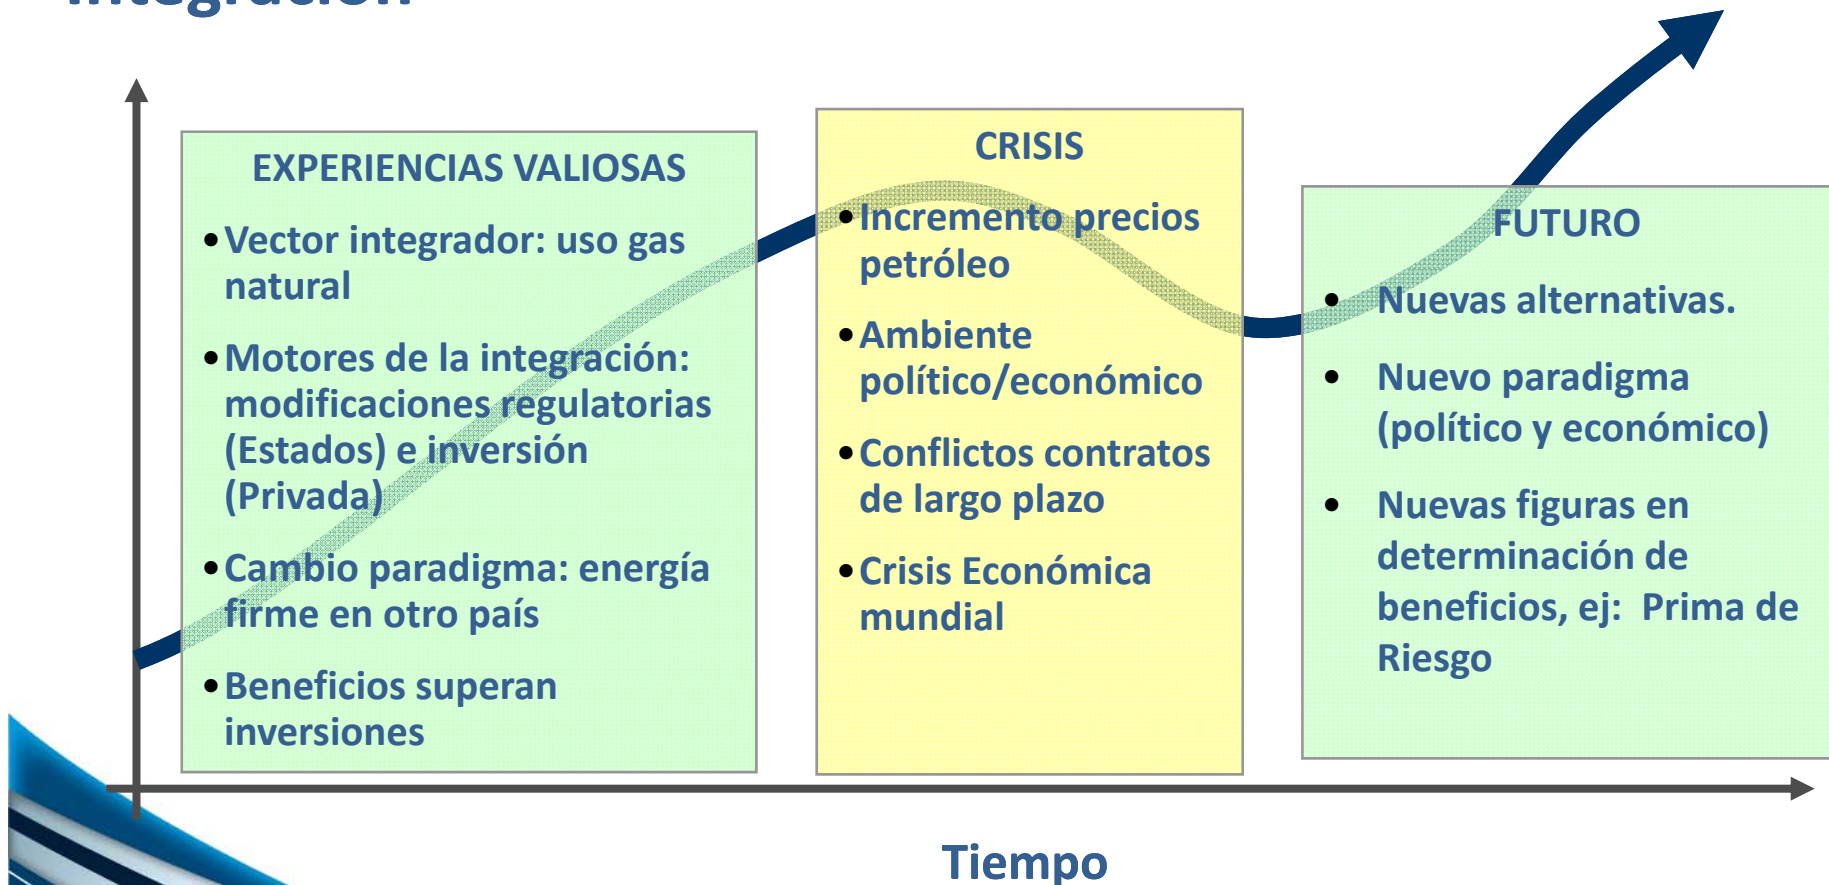 Integración
EXPERIENCIAS VALIOSAS
•Vector integrador: uso gas
natural
•Motores de la integración:
modificaciones regulatorias
(Estados) e inversión
(Privada)
•Cambio paradigma: energía
firme en otro país
•Beneficios superan
inversiones
CRISIS
•Incremento precios
petróleo
•Ambiente
político/económico
•Conflictos contratos
de largo plazo
•Crisis Económica
mundial
FUTURO
• Nuevas alternativas.
• Nuevo paradigma
(político y económico)
• Nuevas figuras en
determinación de
beneficios, ej: Prima de
Riesgo
Tiempo